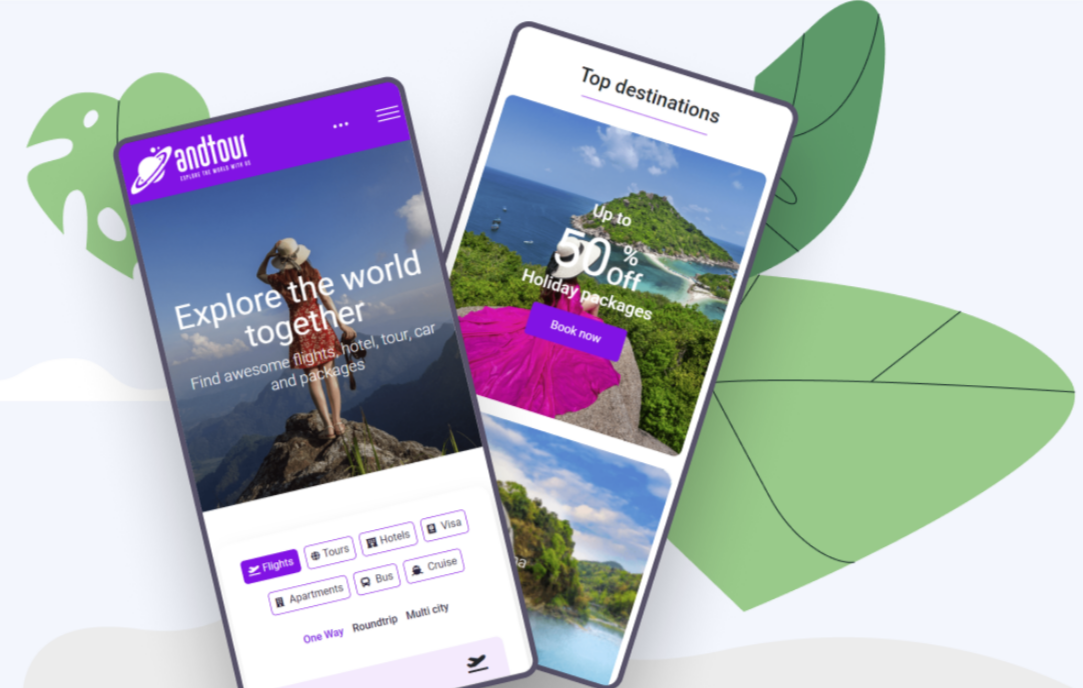 andtour
EXPLORE THE WORLD WITH US
Explore the world
together
Find awesome flights, hotel, tour, car
and packages
Flights
Tours
Hotels
Visa
Apartments
Bus
Cruise
One Way
Roundtrip
Multi city
Top destinations
Up to
50 %
off
Holiday packages
Book now
na